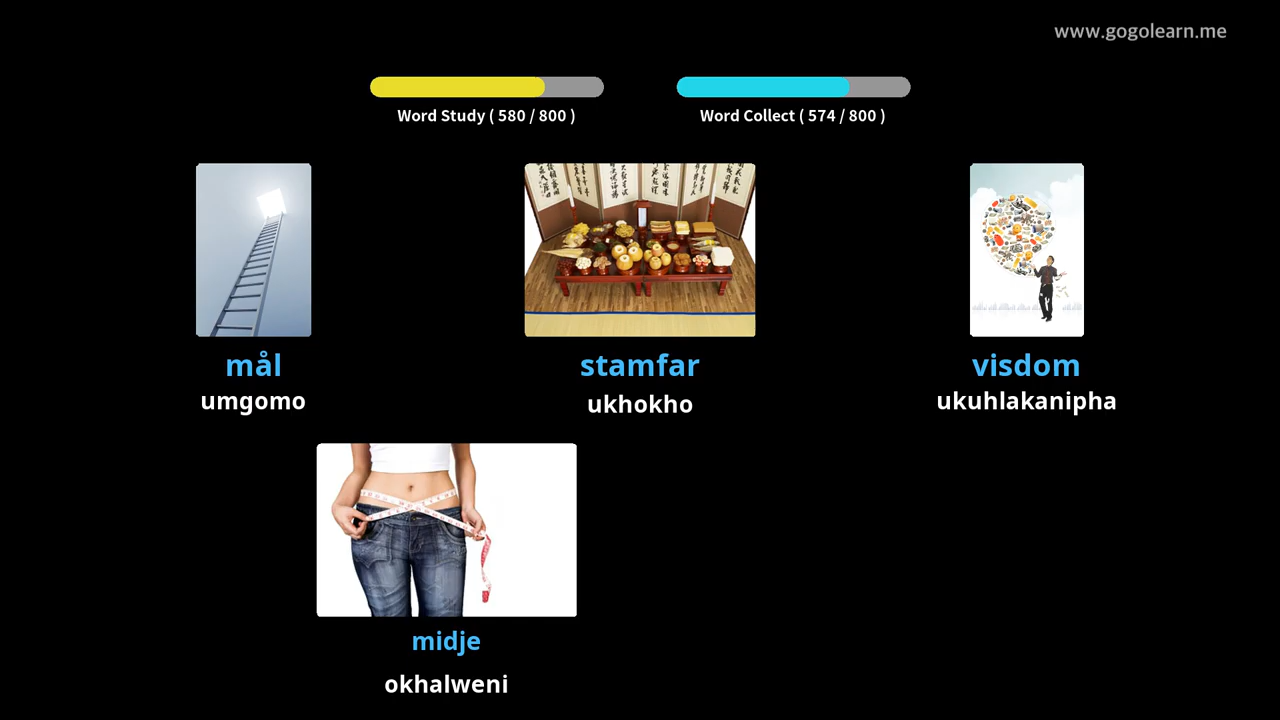 www.gogolearn.me
Word Study ( 580 / 800 )
Word Collect ( 574 / 800 )
mål
stamfar
visdom
umgomo
ukhokho
ukuhlakanipha
midje
okhalweni